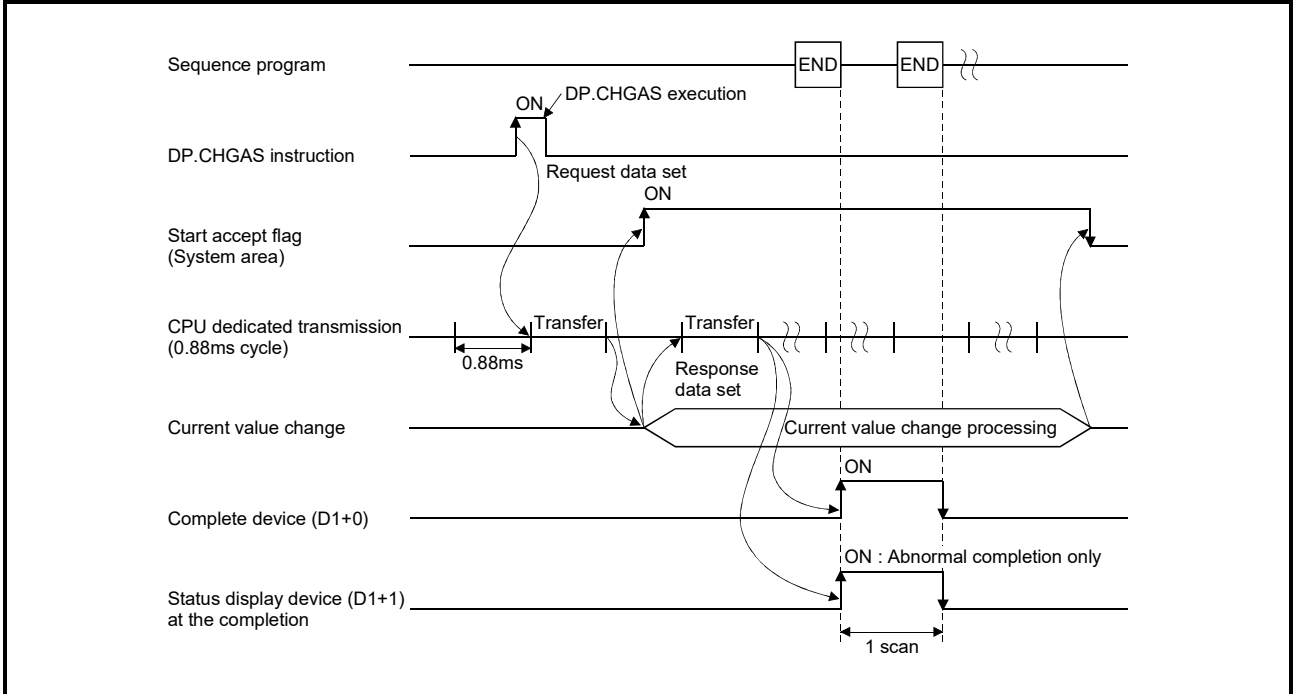 Sequence program
END
END
ON
DP.CHGAS execution
DP.CHGAS instruction
Request data set
ON
Start accept flag
(System area)
CPU dedicated transmission
(0.88ms cycle)
Transfer
Transfer
0.88ms
Response
data set
Current value change
Current value change processing
ON
Complete device (D1+0)
ON : Abnormal completion only
Status display device (D1+1)
at the completion
1 scan